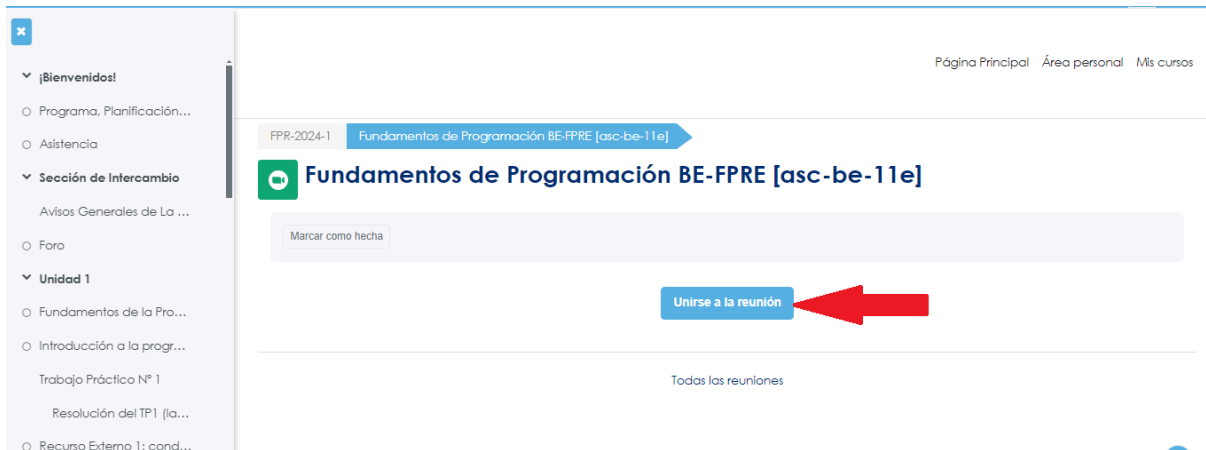 ¡Bienvenidos!
Programa, Planificación...
Asistencia
Sección de Intercambio
Avisos Generales de La ...
Foro
Unidad 1
Fundamentos de la Pro...
Introducción a la progr...
Trabajo Práctico N° 1
Resolución del TP1 (la...
Recurso Externo 1: cond...
Página Principal Área personal Mis cursos
FPR-2024-1 Fundamentos de Programación BE-FPRE [asc-be-11e]
Fundamentos de Programación BE-FPRE [asc-be-11e]
Marcar como hecha
Unirse a la reunión
Todas las reuniones